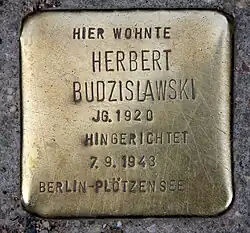 HIER WOHNTE
HERBERT
BUDZISLAWSKI
JG. 1920
HINGERICHTET
7. 9. 1943
BERLIN-PLÖTZENSEE